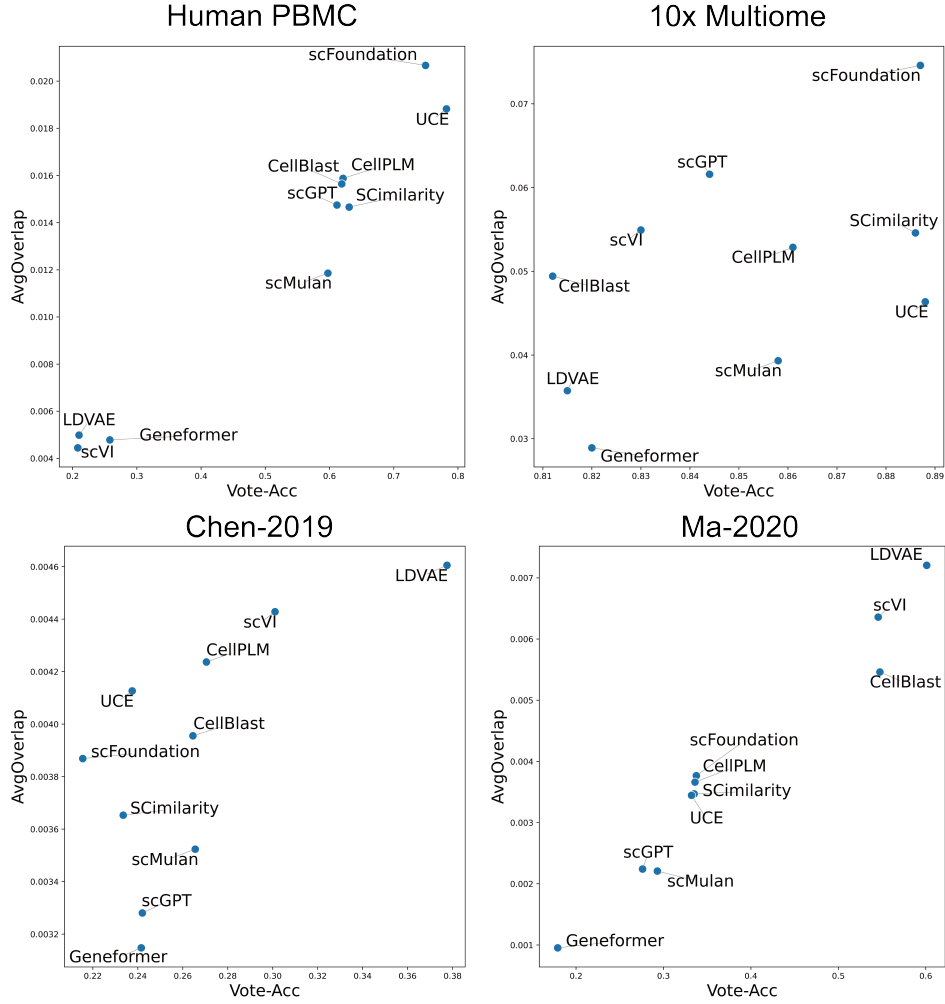 Human PBMC
scFoundation
UCE
CellBlast
CellPLM
scGPT
SCimilarity
scMulan
LDVAE
Geneformer
scVI
0.020
0.018
0.016
0.014
0.012
0.010
0.008
0.006
0.004
AvgOverlap
0.2 0.3 0.4 0.5 0.6 0.7 0.8
Vote-Acc
10x Multiome
scFoundation
scGPT
SCimilarity
scVI
CellPLM
CellBlast
UCE
scMulan
LDVAE
Geneformer
0.07
0.06
0.05
0.04
0.03
AvgOverlap
0.81 0.82 0.83 0.84 0.85 0.86 0.87 0.88 0.89
Vote-Acc
Chen-2019
LDVAE
scVI
CellPLM
UCE
CellBlast
scFoundation
SCimilarity
scMulan
scGPT
Geneformer
0.0046
0.0044
0.0042
0.0040
0.0038
0.0036
0.0034
0.0032
AvgOverlap
0.22 0.24 0.26 0.28 0.30 0.32 0.34 0.36 0.38
Vote-Acc
Ma-2020
LDVAE
scVI
CellBlast
scFoundation
CellPLM
SCimilarity
UCE
scGPT
scMulan
Geneformer
0.007
0.006
0.005
0.004
0.003
0.002
0.001
AvgOverlap
0.2 0.3 0.4 0.5 0.6
Vote-Acc